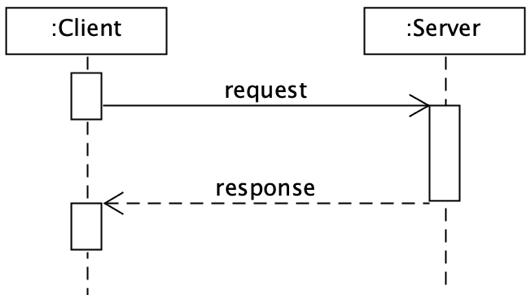 :Client
:Server
request
response